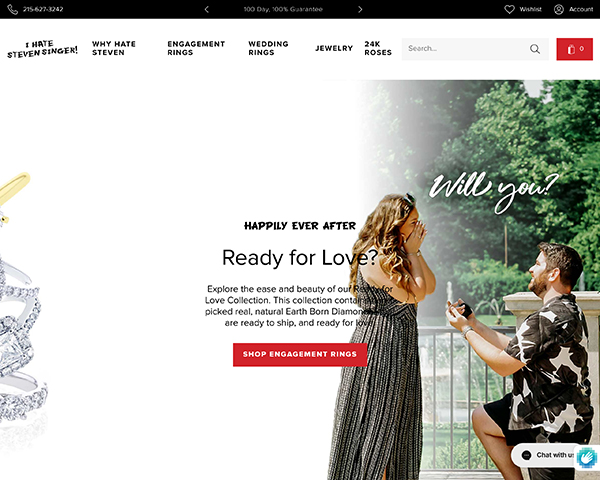 215-627-3242
100 Day, 100% Guarantee
Wishlist
Account
I HATE
STEVEN SINGER!
WHY HATE
STEVEN
ENGAGEMENT
RINGS
WEDDING
RINGS
JEWELRY
24K
ROSES
Search...
0
Will you?
HAPPILY EVER AFTER
Ready for Love?
Explore the ease and beauty of our Ready for
Love Collection. This collection contains
picked real, natural Earth Born Diamond
are ready to ship, and ready for love
SHOP ENGAGEMENT RINGS
Chat with us